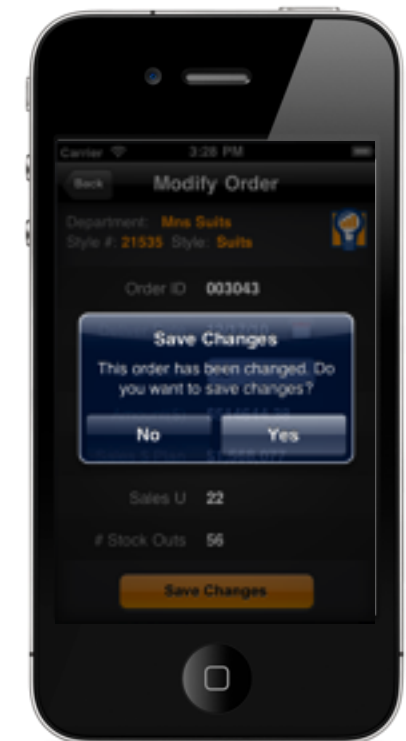 Carrier 3:28 PM
Back Modify Order
Department: Mns Suits
Style #: 21535 Style: Suits
Order ID 003043
Save Changes
This order has been changed. Do
you want to save changes?
No Yes
Sales U 22
# Stock Outs 56
Save Changes